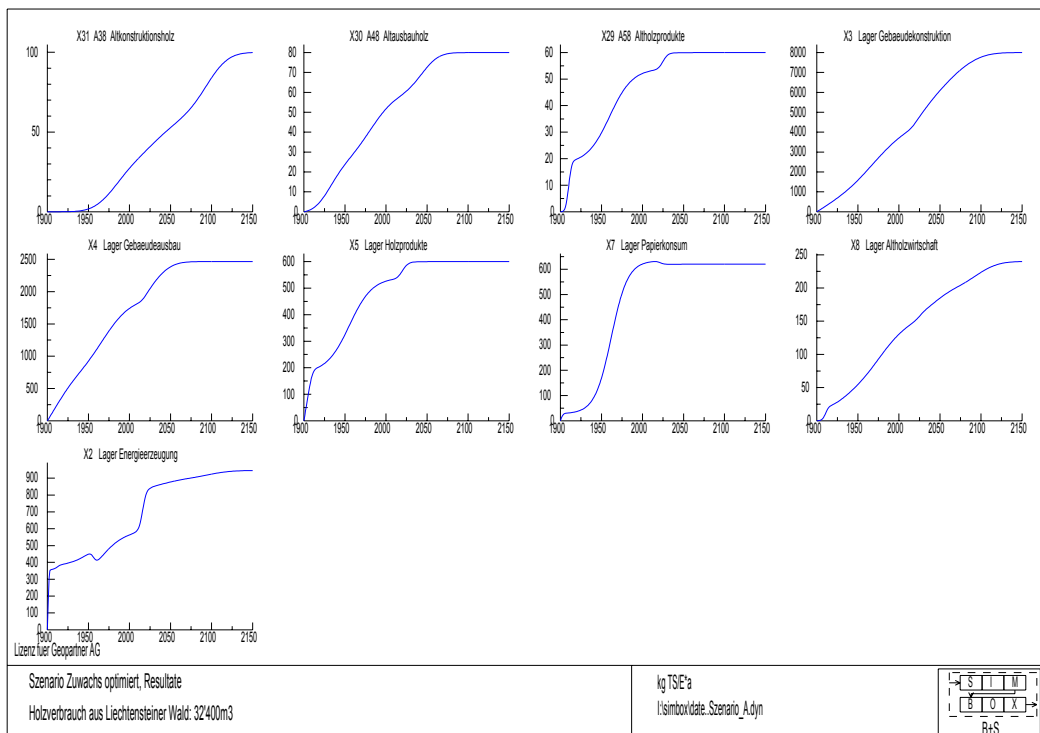 X31 A38 Altkonstruktionsholz
100
50
0
1900 1950 2000 2050 2100 2150
X30 A48 Altausbauholz
80
70
60
50
40
30
20
10
0
1900 1950 2000 2050 2100 2150
X29 A58 Altholzprodukte
60
50
40
30
20
10
0
1900 1950 2000 2050 2100 2150
X3 Lager Gebaeudekonstruktion
8000
7000
6000
5000
4000
3000
2000
1000
0
1900 1950 2000 2050 2100 2150
X4 Lager Gebaeudeausbau
2500
2000
1500
1000
500
0
1900 1950 2000 2050 2100 2150
X5 Lager Holzprodukte
600
500
400
300
200
100
0
1900 1950 2000 2050 2100 2150
X7 Lager Papierkonsum
600
500
400
300
200
100
0
1900 1950 2000 2050 2100 2150
X8 Lager Altholzwirtschaft
250
200
150
100
50
0
1900 1950 2000 2050 2100 2150
X2 Lager Energieerzeugung
900
800
700
600
500
400
300
200
100
0
1900 1950 2000 2050 2100 2150
Lizenz fuer Geopartner AG
Szenario Zuwachs optimiert, Resultate
Holzverbrauch aus Liechtensteiner Wald: 32'400m3
kg TS/E*a
I:\simbox\date..Szenario_A.dyn
S I M
B O X
B+S